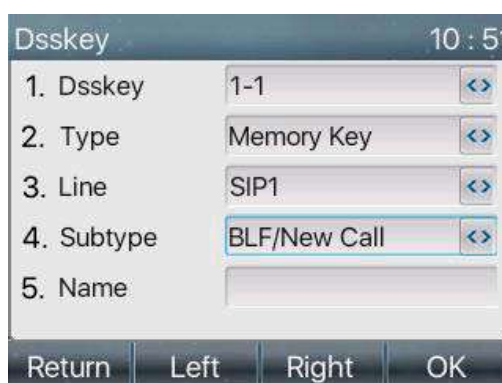 Dsskey 10 : 51
1. Dsskey 1-1
2. Type Memory Key
3. Line SIP1
4. Subtype BLF/New Call
5. Name
Return Left Right OK